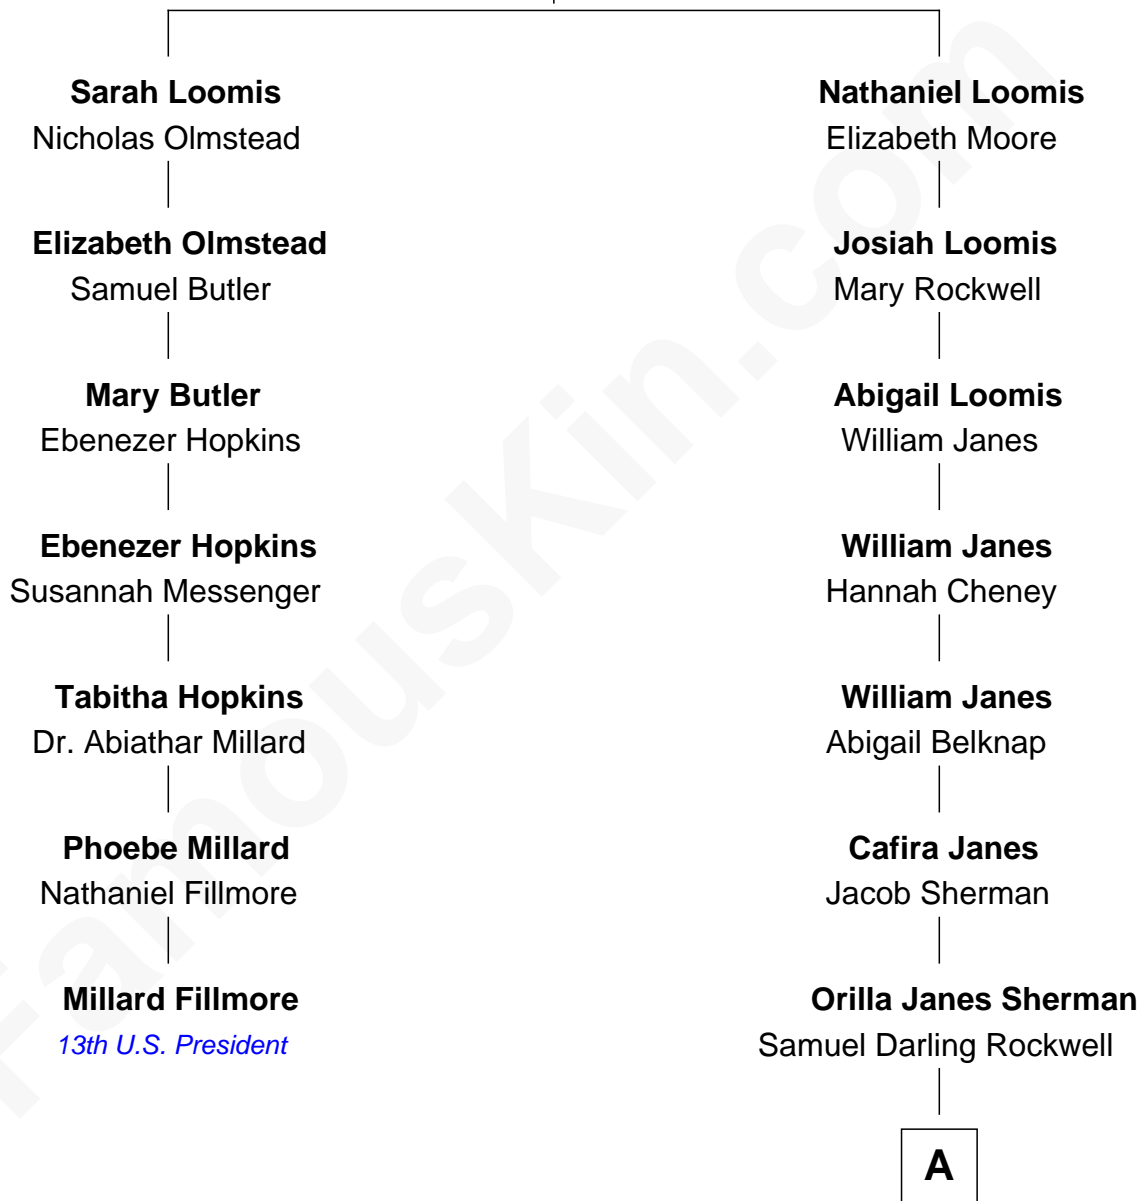 Sarah Loomis
Nicholas Olmstead
Elizabeth Olmstead
Samuel Butler
Mary Butler
Ebenezer Hopkins
Ebenezer Hopkins
Susannah Messenger
Tabitha Hopkins
Dr. Abiathar Millard
Phoebe Millard
Nathaniel Fillmore
Millard Fillmore
13th U.S. President
Nathaniel Loomis
Elizabeth Moore
Josiah Loomis
Mary Rockwell
Abigail Loomis
William Janes
William Janes
Hannah Cheney
William Janes
Abigail Belknap
Cafira Janes
Jacob Sherman
Orilla Janes Sherman
Samuel Darling Rockwell
A
FamousKin.com